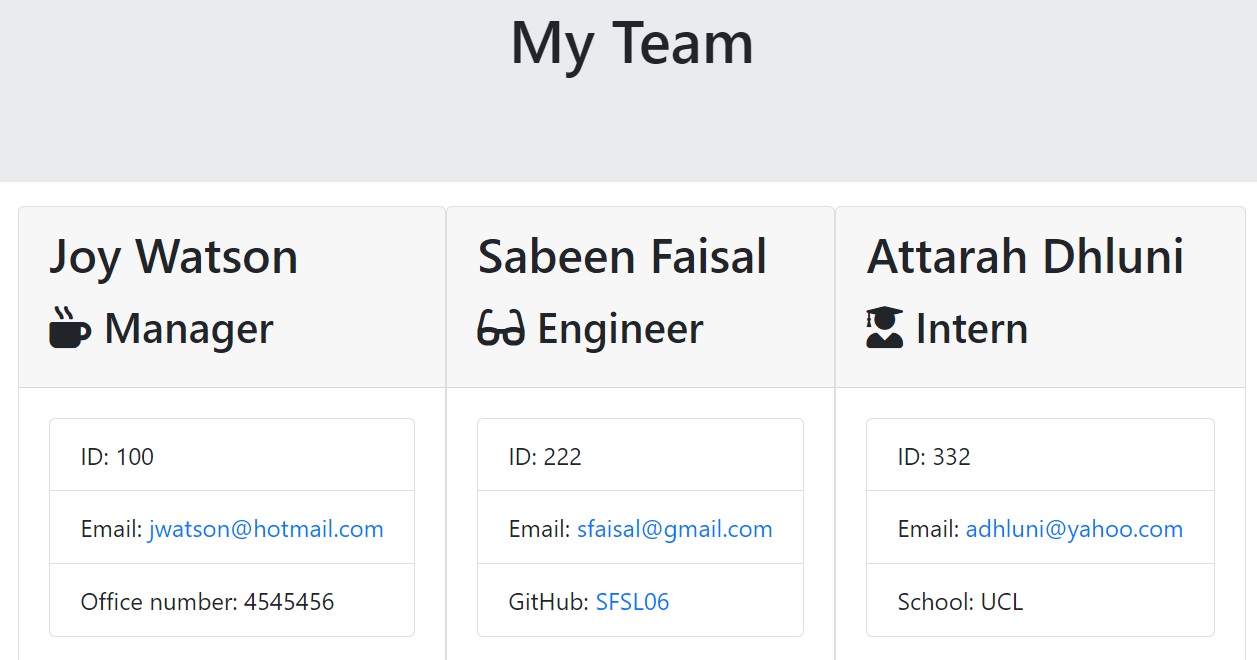 My Team
Joy Watson
Manager
ID: 100
Email: jwatson@hotmail.com
Office number: 4545456
Sabeen Faisal
Engineer
ID: 222
Email: sfaisal@gmail.com
GitHub: SFSL06
Attarah Dhluni
Intern
ID: 332
Email: adhluni@yahoo.com
School: UCL